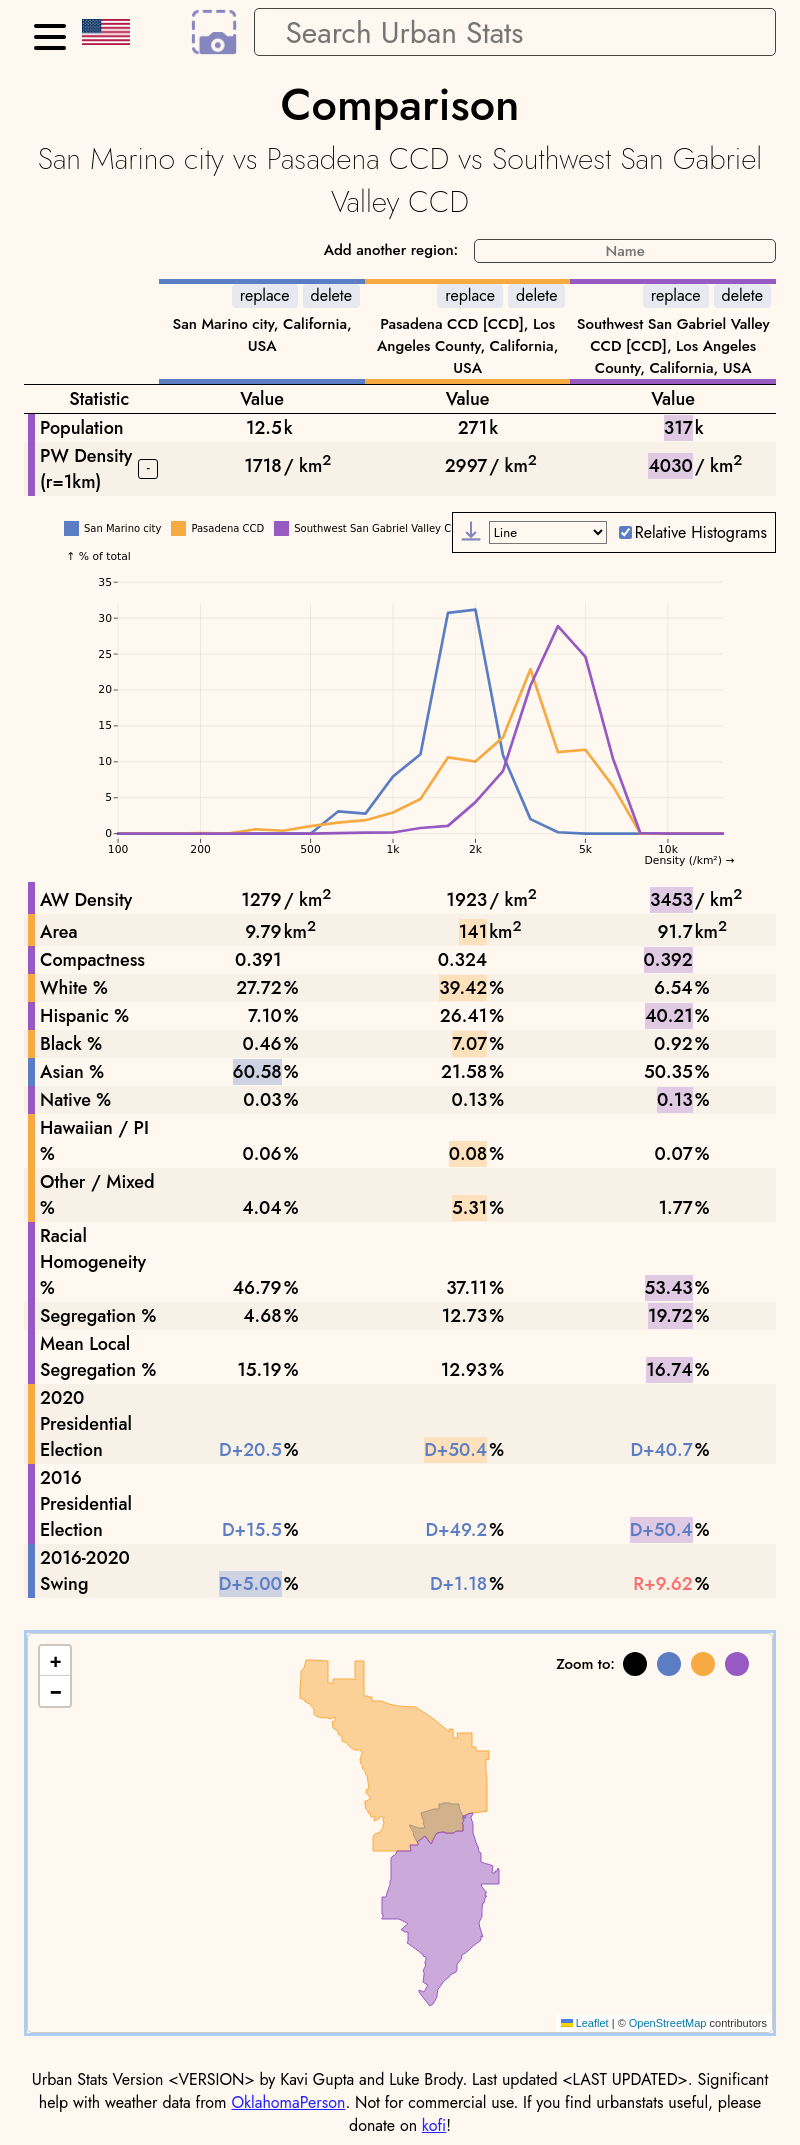 Search Urban Stats
Comparison
San Marino city vs Pasadena CCD vs Southwest San Gabriel
Valley CCD
Add another region: Name
replace delete replace delete replace delete
San Marino city, California, USA
Pasadena CCD [CCD], Los Angeles County, California, USA
Southwest San Gabriel Valley CCD [CCD], Los Angeles County, California, USA
Statistic Value Value Value
Population 12.5k 271k 317k
PW Density (r=1km) - 1718 / km² 2997 / km² 4030 / km²
San Marino city Pasadena CCD Southwest San Gabriel Valley C
Line Relative Histograms
↑ % of total
35
30
25
20
15
10
5
0
100 200 500 1k 2k 5k 10k
Density (/km²) →
AW Density 1279 / km² 1923 / km² 3453 / km²
Area 9.79 km² 141 km² 91.7 km²
Compactness 0.391 0.324 0.392
White % 27.72% 39.42% 6.54%
Hispanic % 7.10% 26.41% 40.21%
Black % 0.46% 7.07% 0.92%
Asian % 60.58% 21.58% 50.35%
Native % 0.03% 0.13% 0.13%
Hawaiian / PI
% 0.06% 0.08% 0.07%
Other / Mixed
% 4.04% 5.31% 1.77%
Racial
Homogeneity
% 46.79% 37.11% 53.43%
Segregation % 4.68% 12.73% 19.72%
Mean Local
Segregation % 15.19% 12.93% 16.74%
2020
Presidential
Election D+20.5% D+50.4% D+40.7%
2016
Presidential
Election D+15.5% D+49.2% D+50.4%
2016-2020
Swing D+5.00% D+1.18% R+9.62%
+
−
Zoom to:
Leaflet | © OpenStreetMap contributors
Urban Stats Version <VERSION> by Kavi Gupta and Luke Brody. Last updated <LAST UPDATED>. Significant
help with weather data from OklahomaPerson. Not for commercial use. If you find urbanstats useful, please
donate on kofi!